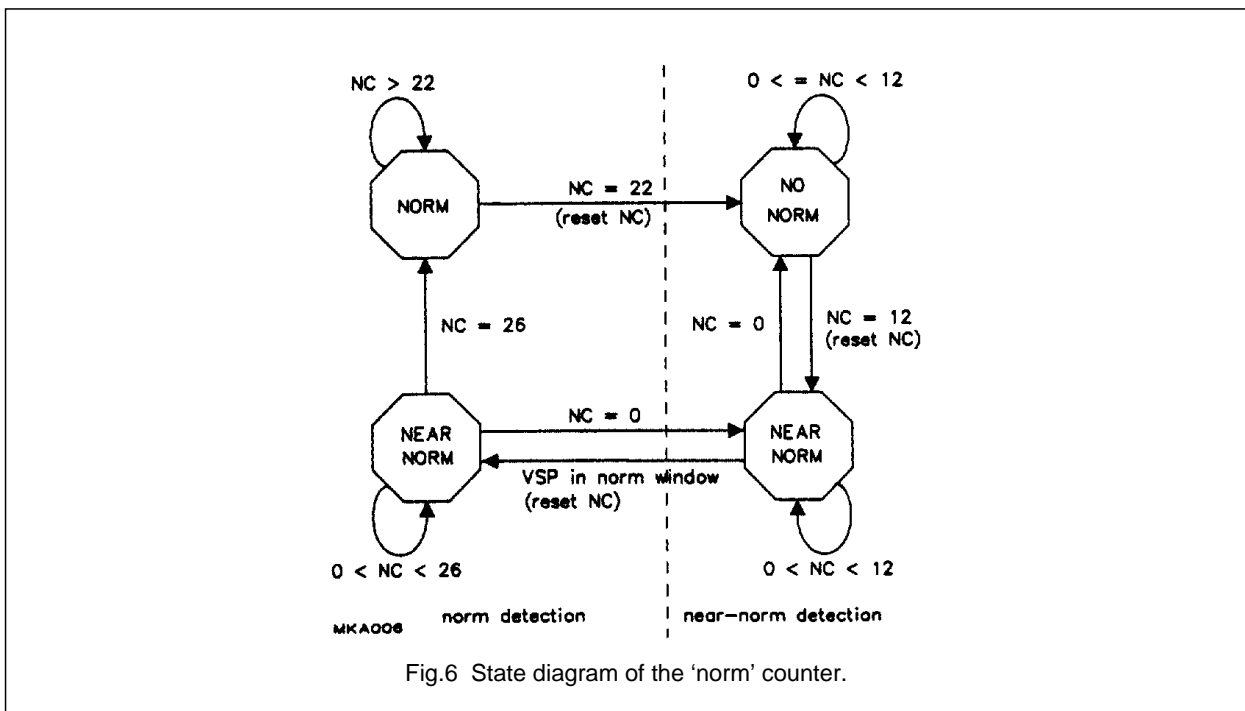 NC > 22
0 < = NC < 12
NORM
NC = 22
(reset NC)
NO
NORM
NC = 26
NC = 0
NC = 12
(reset NC)
NEAR
NORM
NC = 0
VSP in norm window
(reset NC)
NEAR
NORM
0 < NC < 26
0 < NC < 12
MKA006
norm detection
near-norm detection
Fig.6 State diagram of the ‘norm’ counter.